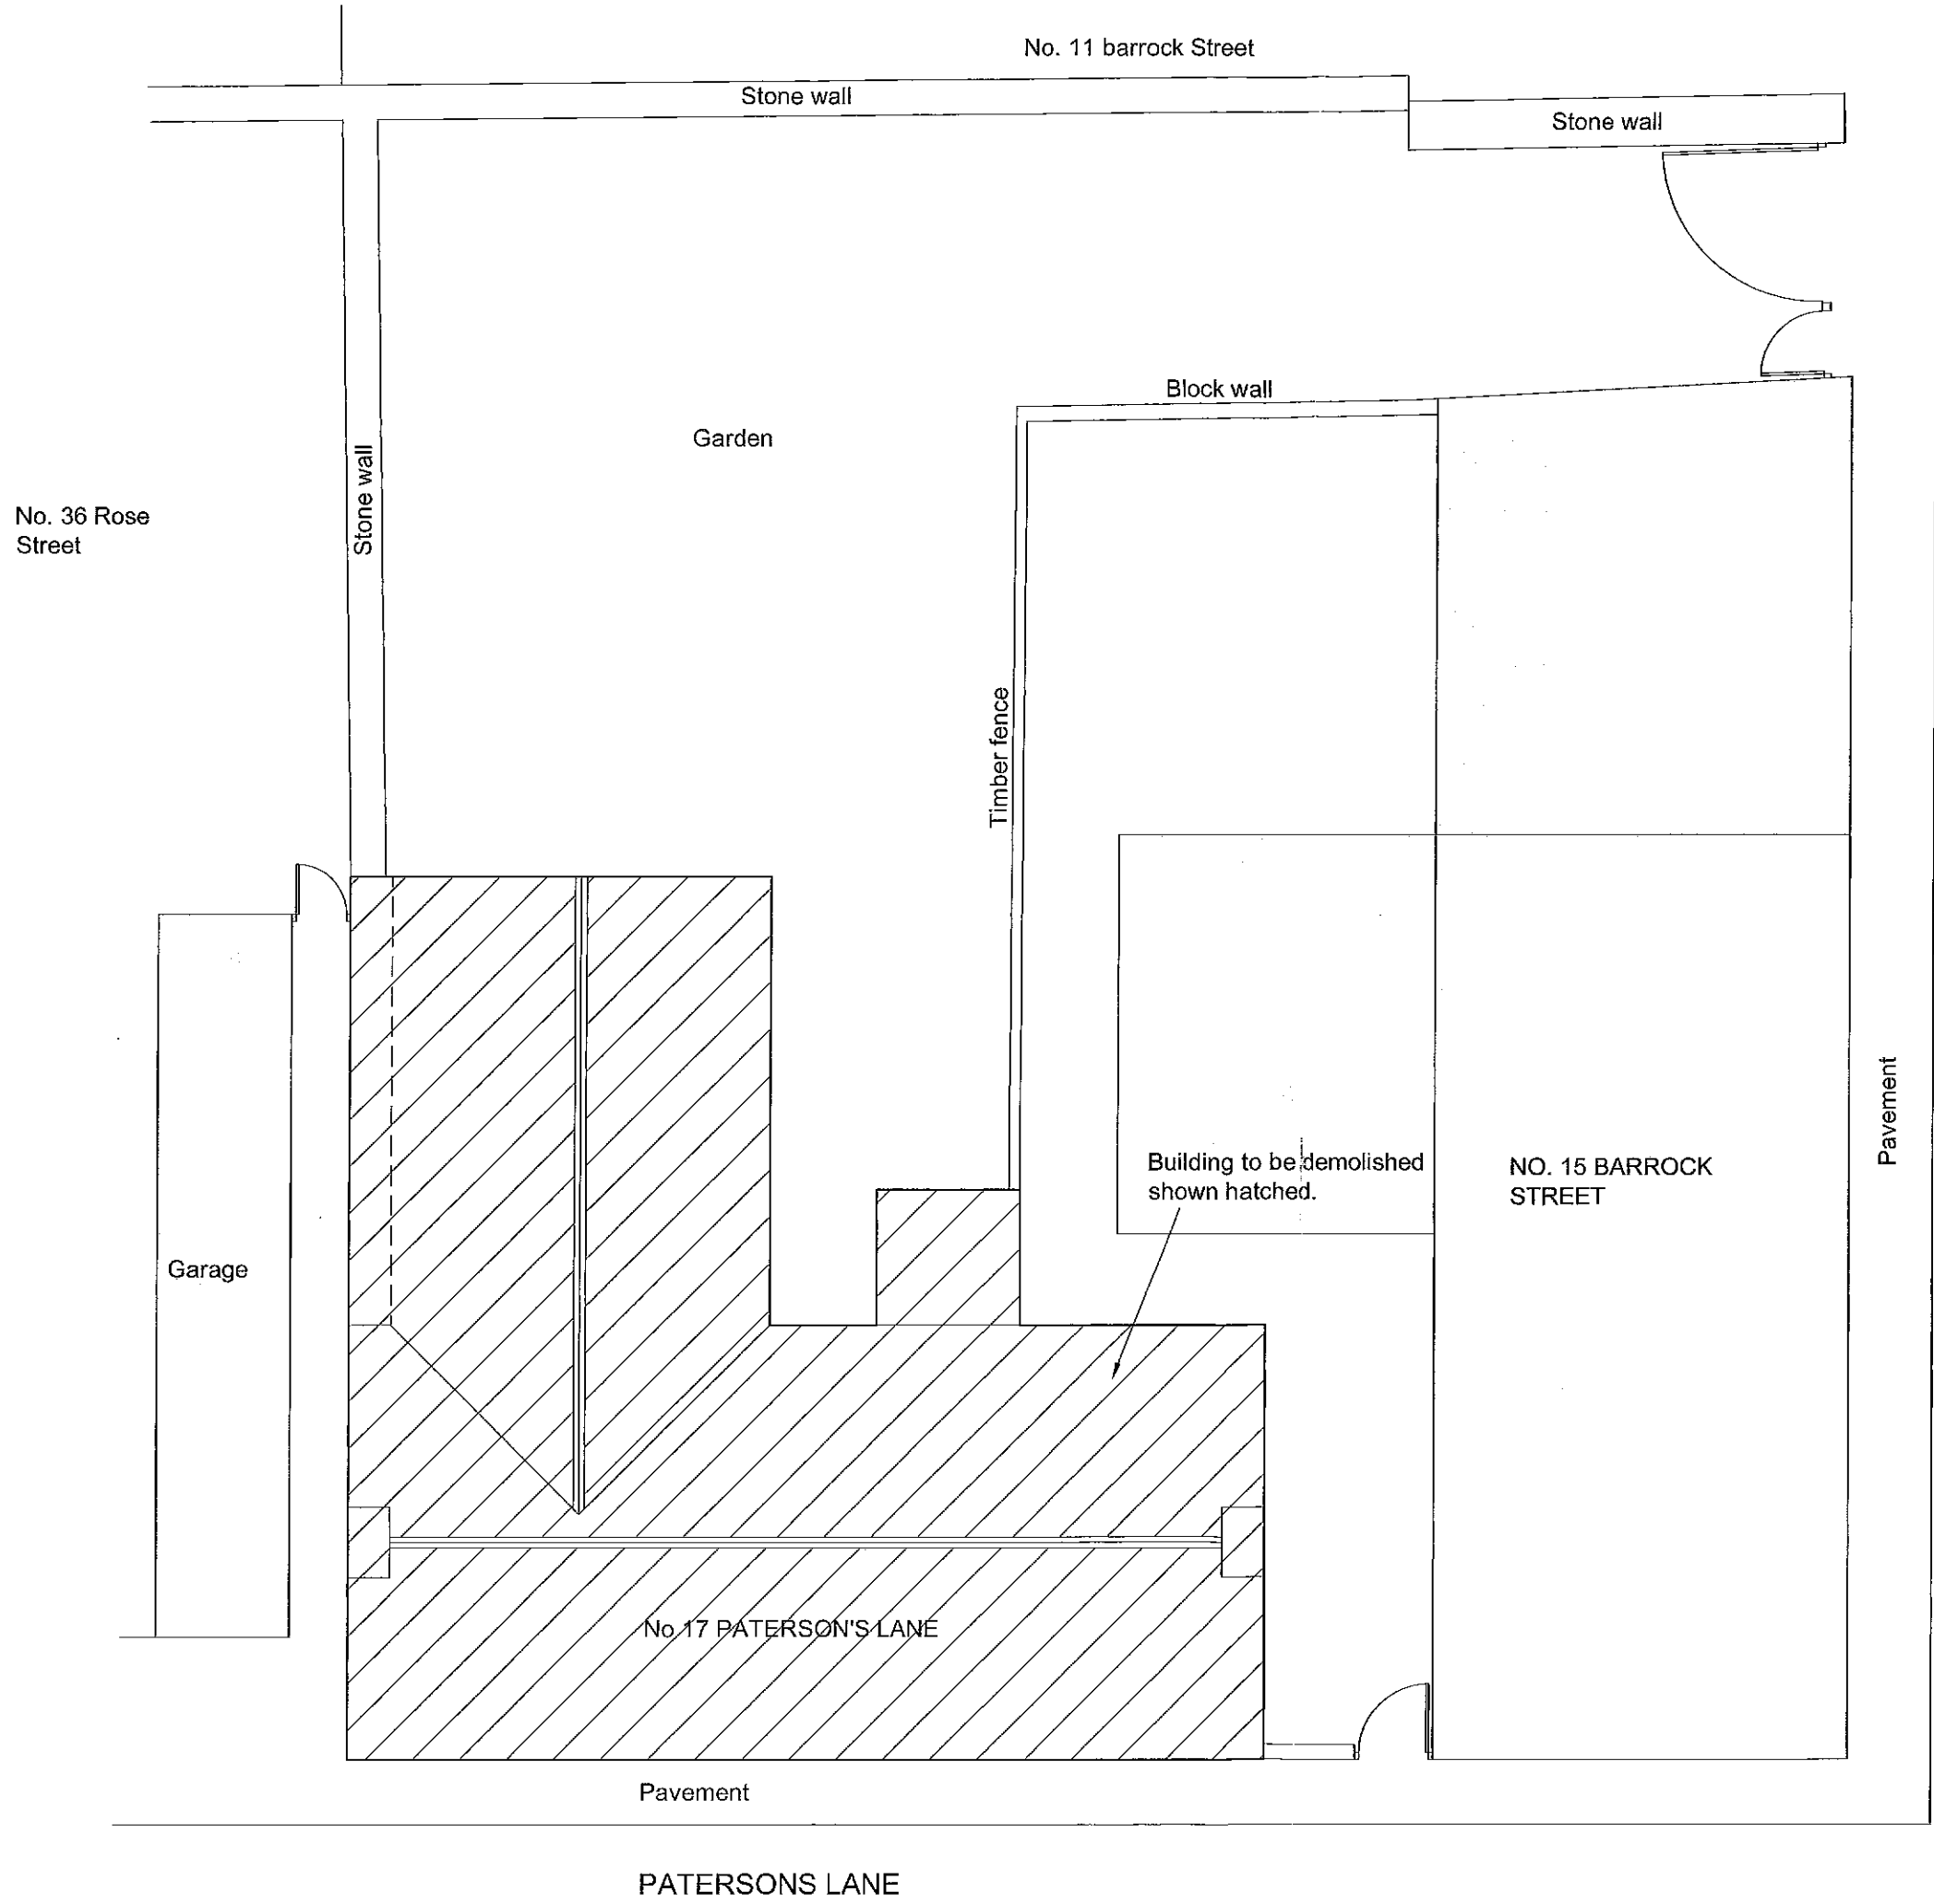 No. 11 barrock Street
Stone wall
Stone wall
Block wall
Garden
Stone wall
No. 36 Rose
Street
Timber fence
Pavement
Building to be demolished
shown hatched.
NO. 15 BARROCK
STREET
Garage
No 17 PATERSON'S LANE
Pavement
PATERSONS LANE